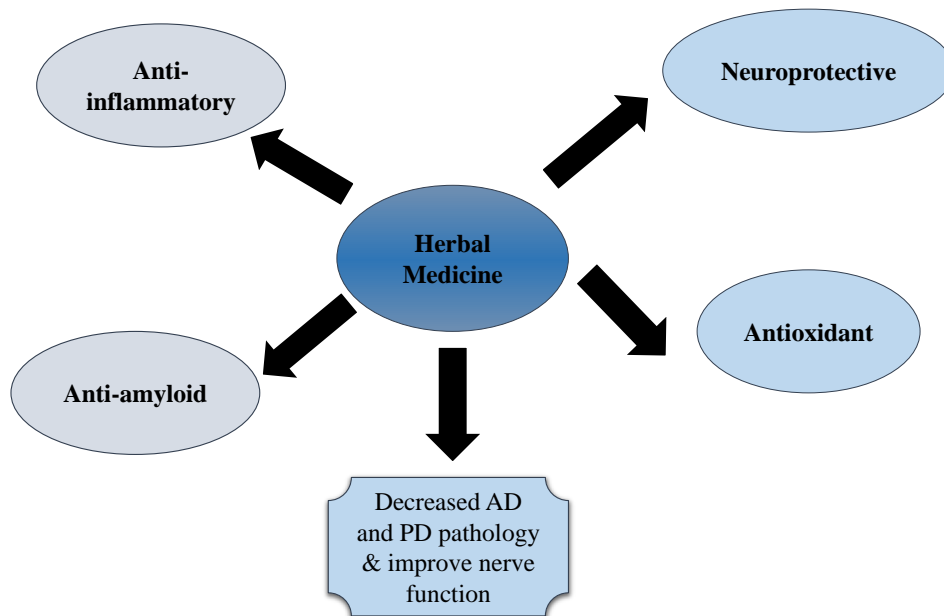 Anti-
inflammatory
Neuroprotective
Herbal
Medicine
Antioxidant
Anti-amyloid
Decreased AD
and PD pathology
& improve nerve
function